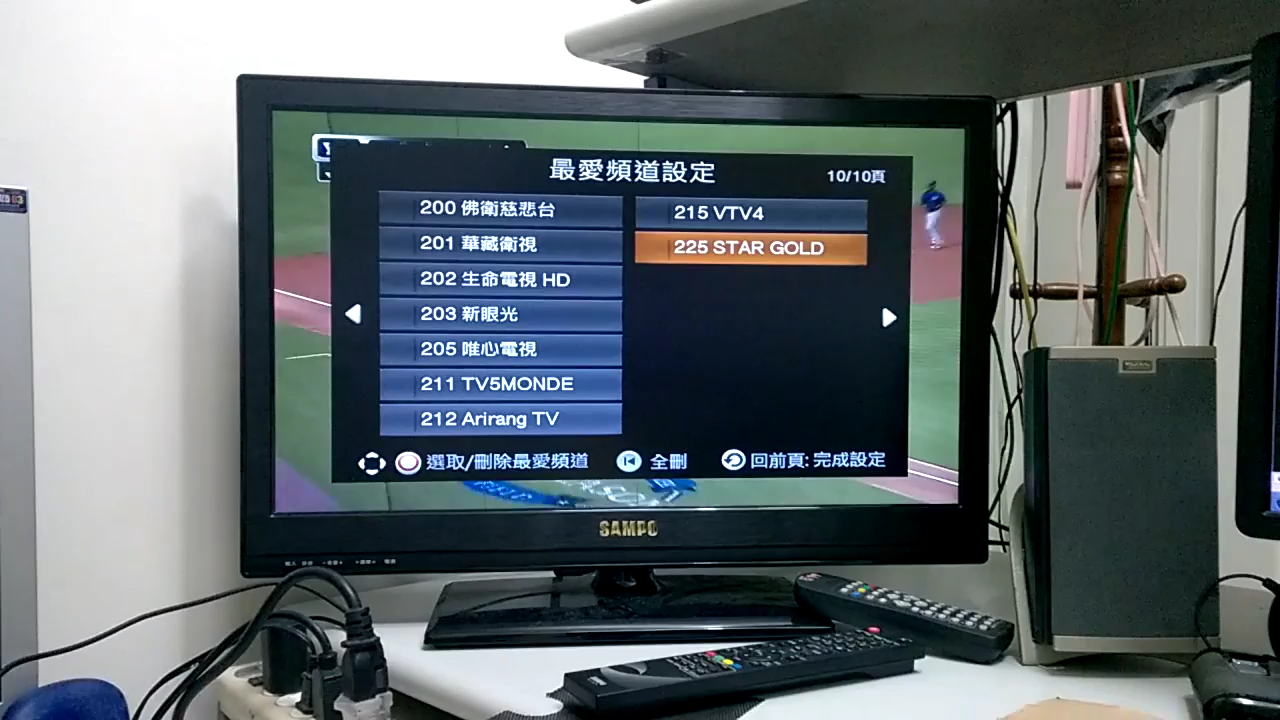 最愛頻道設定
10/10頁
200 佛衛慈悲台
201 華藏衛視
202 生命電視 HD
203 新眼光
205 唯心電視
211 TV5MONDE
212 Arirang TV
215 VTV4
225 STAR GOLD
選取/刪除最愛頻道
全刪
回前頁: 完成設定
SAMPO